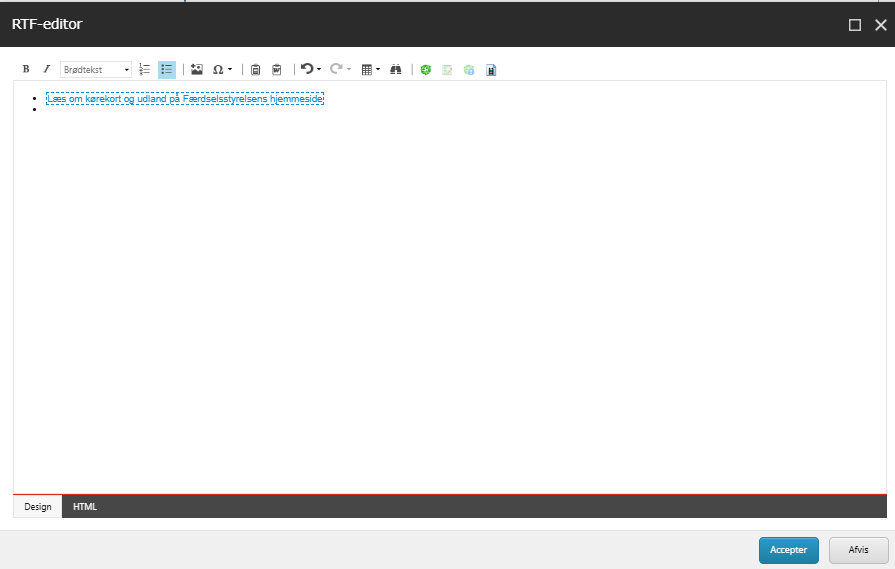 RTF-editor
B I Brødtekst Ω
Læs om kørekort og udland på Færdselsstyrelsens hjemmeside
Design HTML
Accepter Afvis